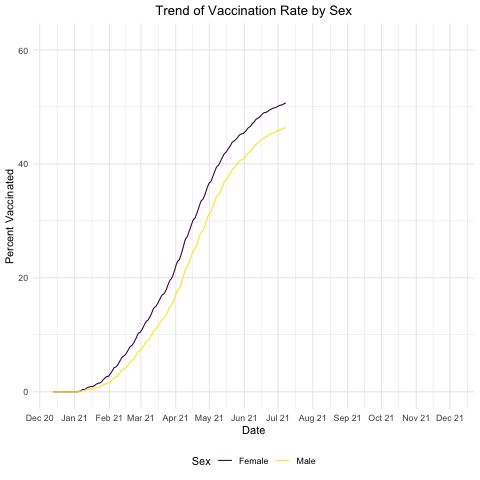 Trend of Vaccination Rate by Sex
Percent Vaccinated
60
40
20
0
Dec 20 Jan 21 Feb 21 Mar 21 Apr 21 May 21 Jun 21 Jul 21 Aug 21 Sep 21 Oct 21 Nov 21 Dec 21
Date
Sex Female Male